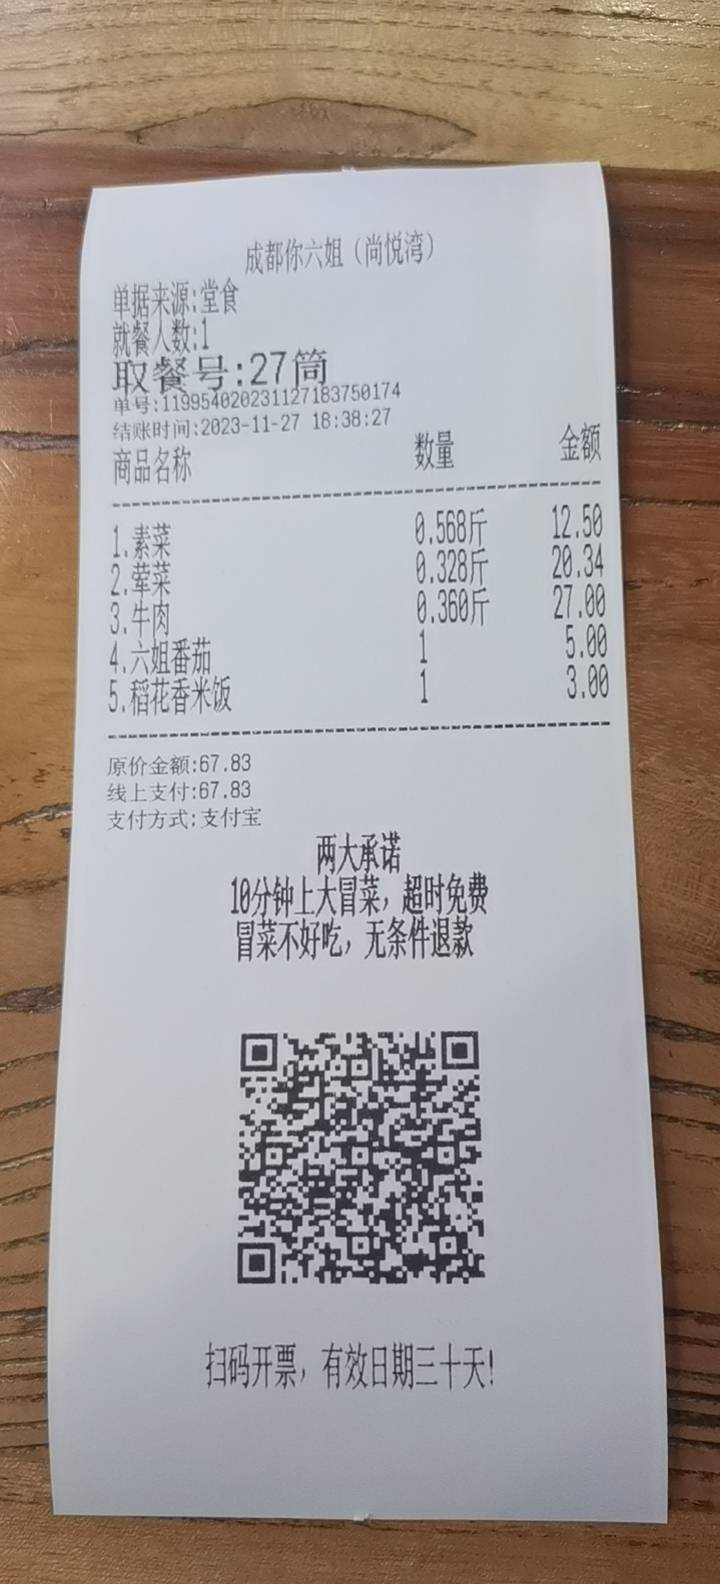 成都你六姐（尚悦湾）
单据来源:堂食
就餐人数:1
取餐号:27筒
单号:119954020231127183750174
结账时间:2023-11-27 18:38:27
商品名称 数量 金额
1.素菜 0.568斤 12.50
2.荤菜 0.328斤 20.34
3.牛肉 0.360斤 27.00
4.六姐番茄 1 5.00
5.稻花香米饭 1 3.00
原价金额:67.83
线上支付:67.83
支付方式:支付宝
两大承诺
10分钟上大冒菜，超时免费
冒菜不好吃，无条件退款
扫码开票，有效日期三十天!